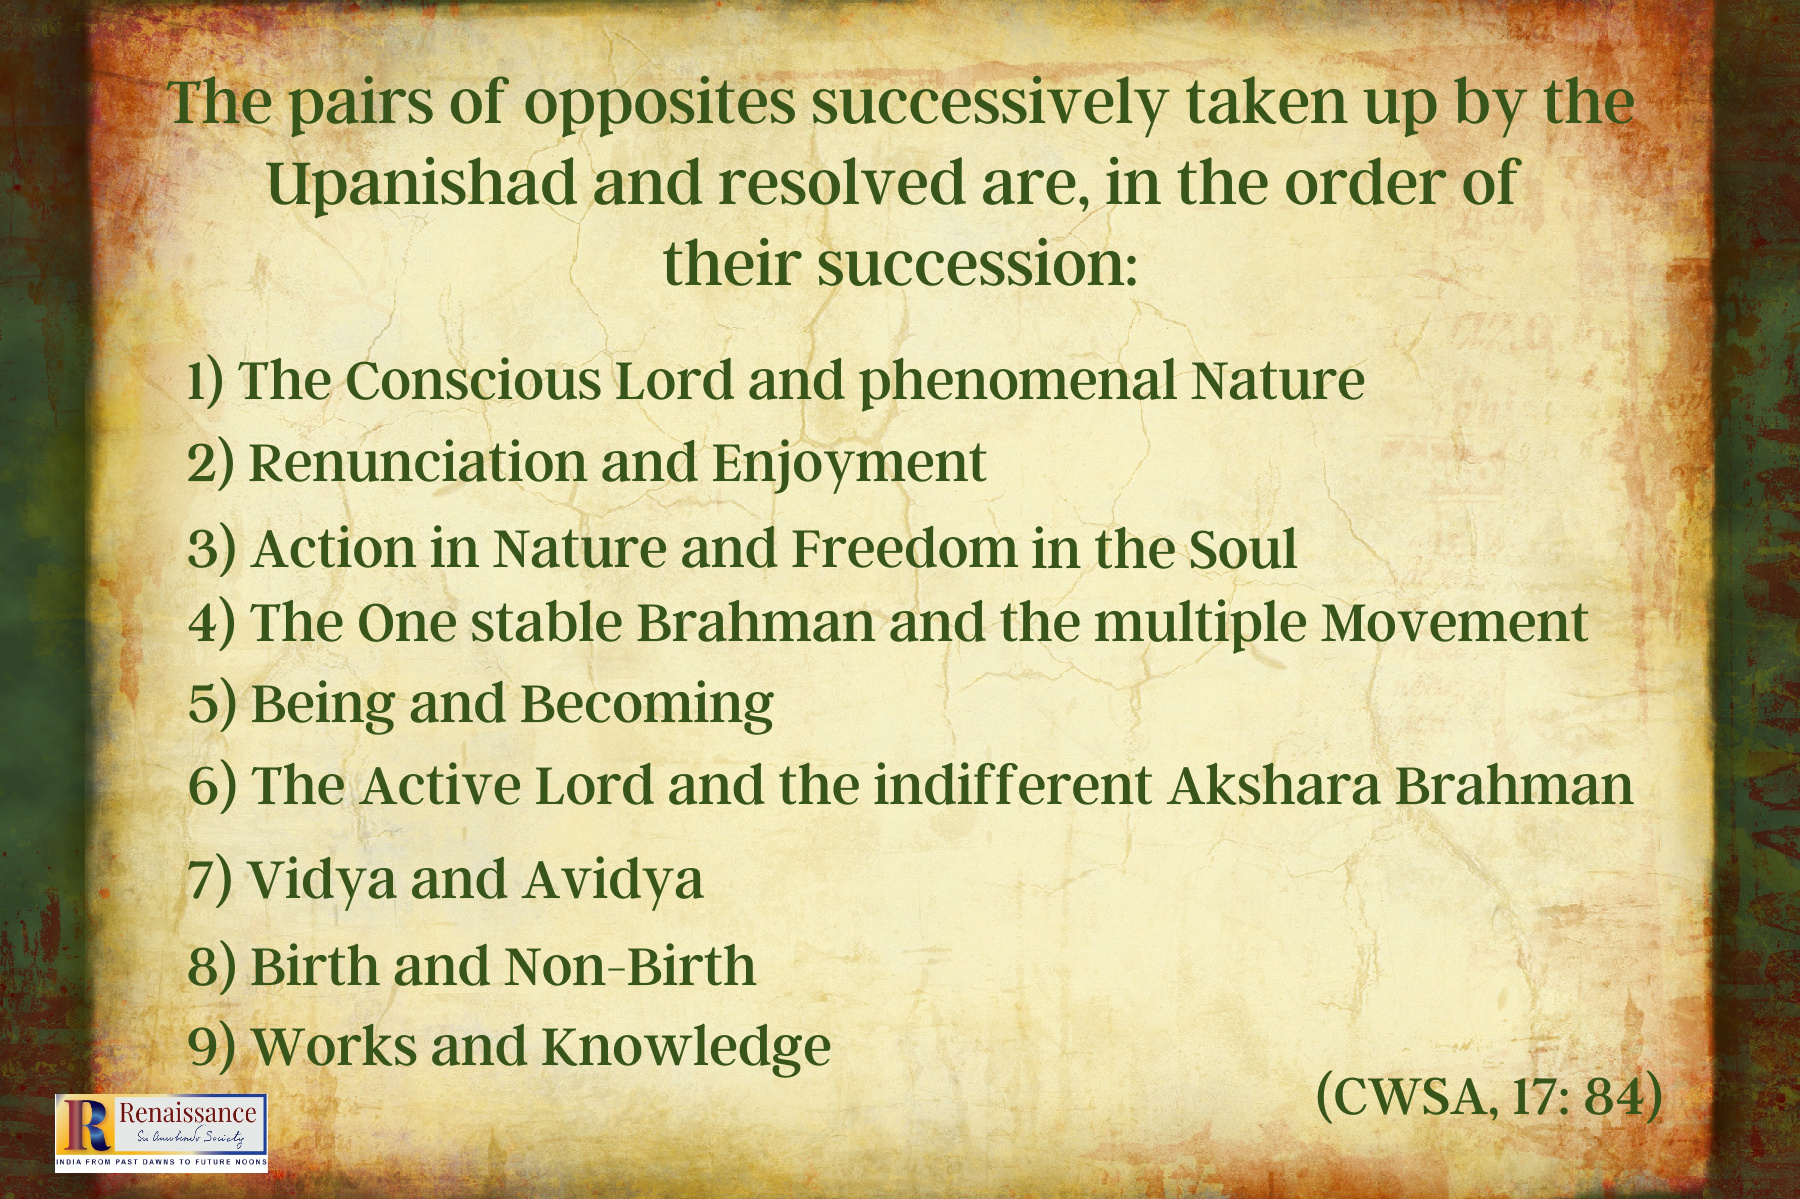 The pairs of opposites successively taken up by the
Upanishad and resolved are, in the order of
their succession:
1) The Conscious Lord and phenomenal Nature
2) Renunciation and Enjoyment
3) Action in Nature and Freedom in the Soul
4) The One stable Brahman and the multiple Movement
5) Being and Becoming
6) The Active Lord and the indifferent Akshara Brahman
7) Vidya and Avidya
8) Birth and Non-Birth
9) Works and Knowledge
(CWSA, 17: 84)
R Renaissance
Sri Aurobindo Society
INDIA FROM PAST DAWNS TO FUTURE NOONS